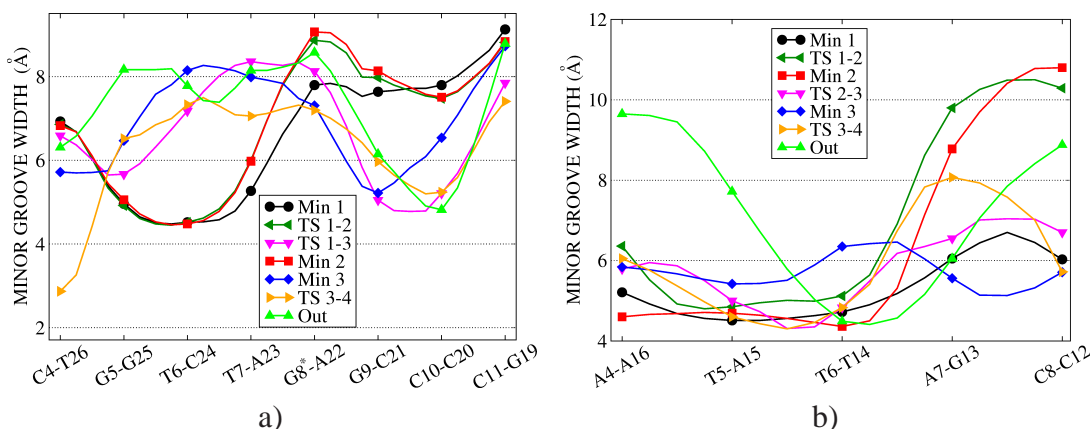 MINOR GROOVE WIDTH (Å)
8
6
4
2
Min 1
TS 1-2
TS 1-3
Min 2
Min 3
TS 3-4
Out
C4-T26
G5-G25
T6-C24
T7-A23
G8*-A22
G9-C21
C10-C20
C11-G19
a)
MINOR GROOVE WIDTH (Å)
12
10
8
6
4
Min 1
TS 1-2
Min 2
TS 2-3
Min 3
TS 3-4
Out
A4-A16
T5-A15
T6-T14
A7-G13
C8-C12
b)